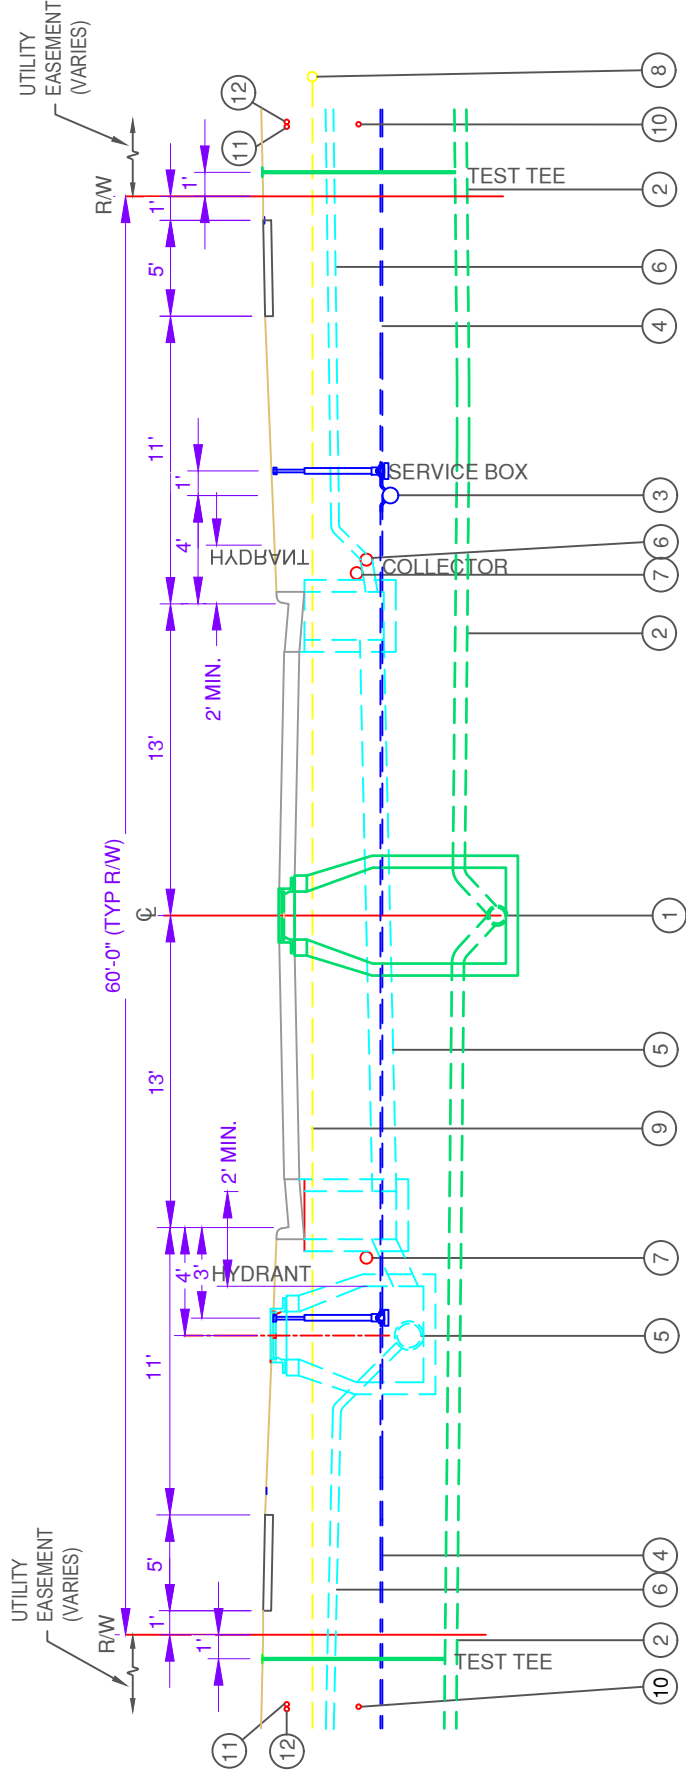 UTILITY
EASEMENT
(VARIES)
UTILITY
EASEMENT
(VARIES)
R/W
R/W
60'-0" (TYP R/W)
℄
1'
5'
11'
13'
13'
11'
5'
1'
1'
4'
3'
2' MIN.
2' MIN.
4'
1'
1'
HYDRANT
HYDRANT
SERVICE BOX
COLLECTOR
TEST TEE
TEST TEE
11
12
11
12
10
2
6
4
5
7
9
5
1
2
7
6
3
4
6
2
10
8